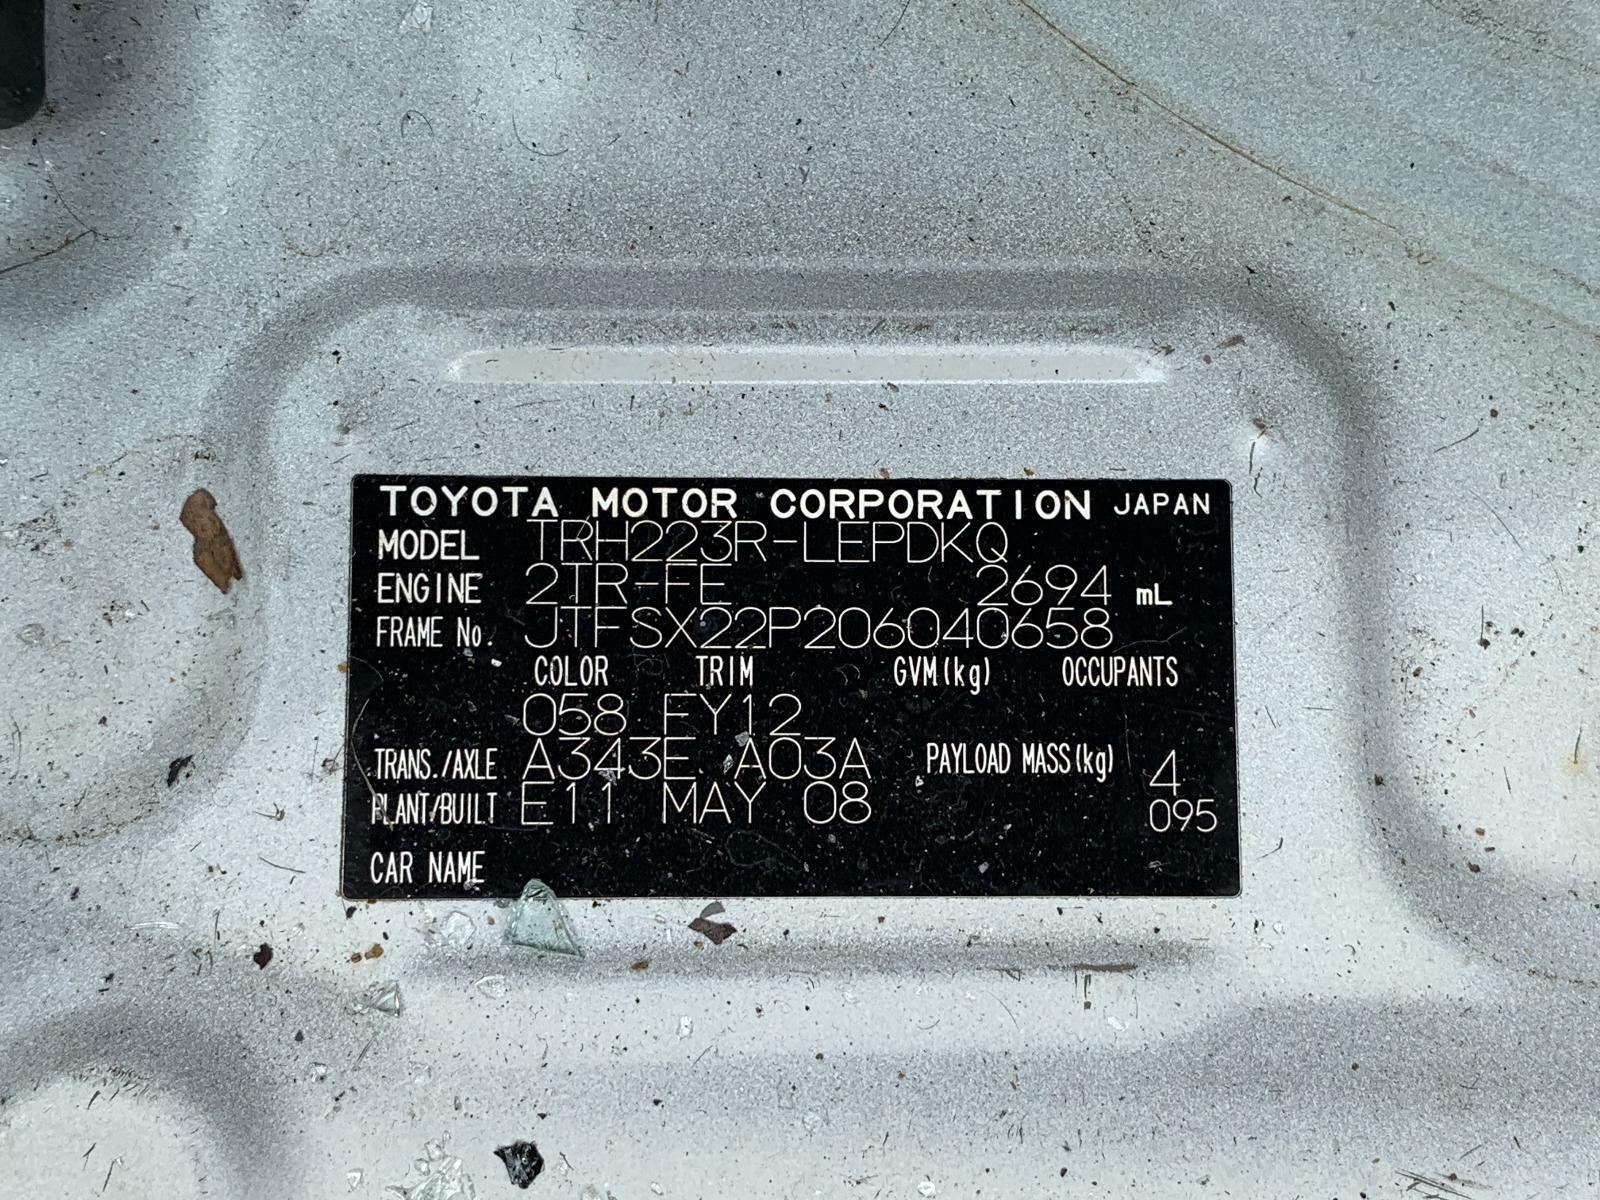 TOYOTA MOTOR CORPORATION JAPAN
MODEL TRH223R-LEPDKQ
ENGINE 2TR-FE 2694 mL
FRAME No. JTFSX22P206040658
COLOR TRIM GVM(kg) OCCUPANTS
058 FY12
TRANS./AXLE A343E A03A PAYLOAD MASS(kg) 4
PLANT/BUILT E11 MAY 08 095
CAR NAME